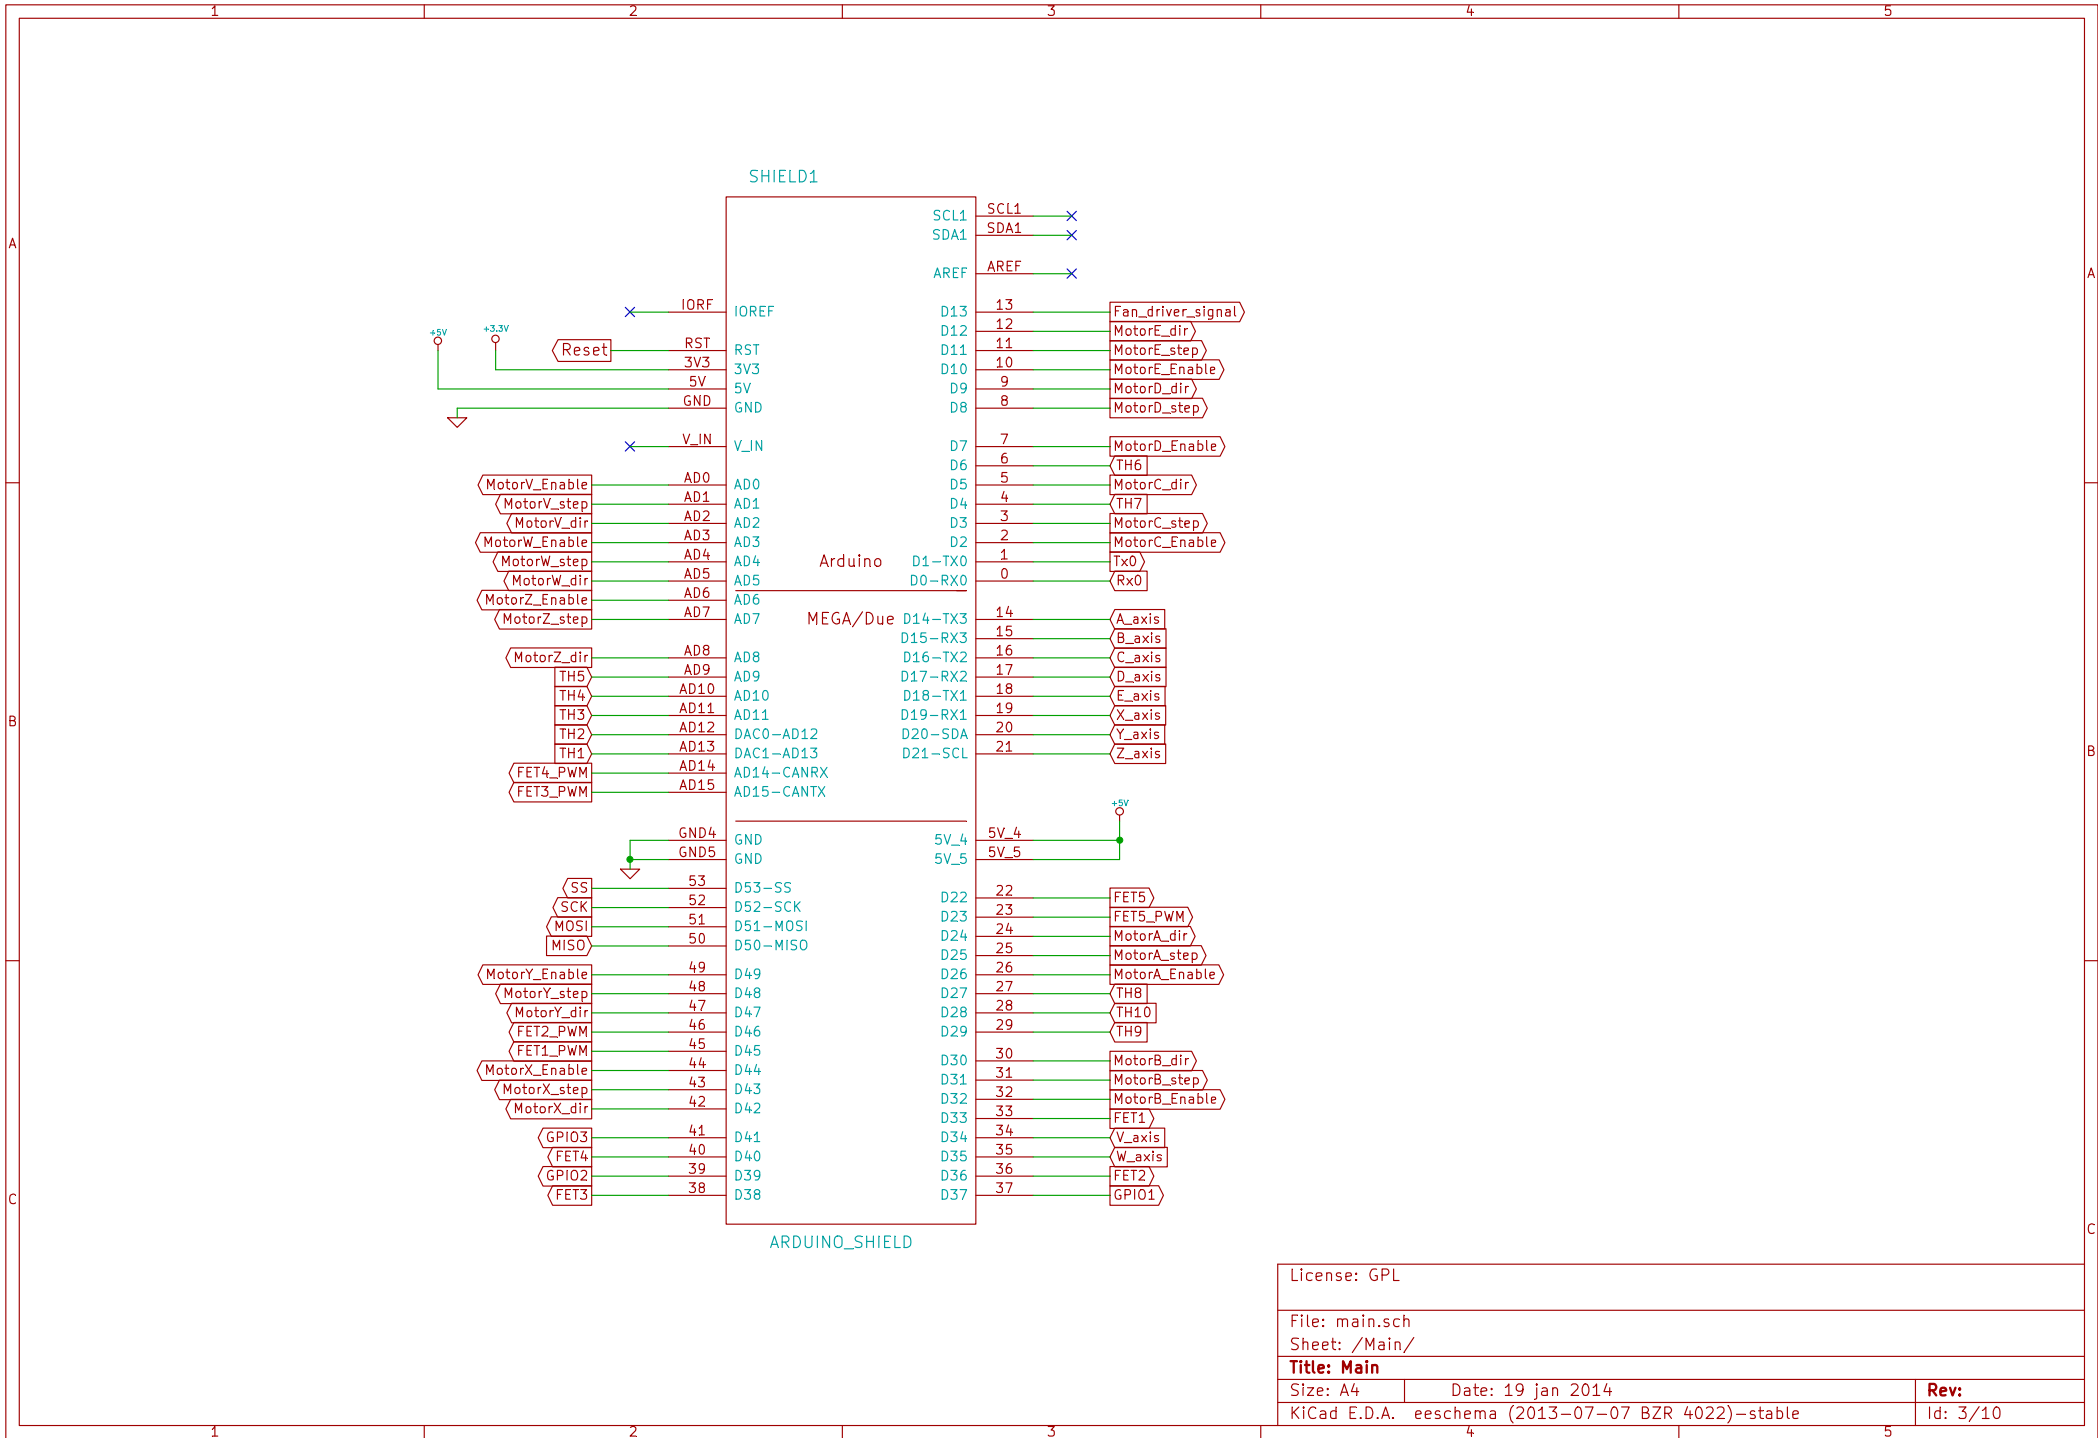 1 2 3 4 5
SHIELD1
SCL1 SCL1
SDA1 SDA1
A A
AREF AREF
IORF IOREF D13 13 Fan_driver_signal
D12 12 MotorE_dir
+5V +3.3V
Reset RST RST D11 11 MotorE_step
3V3 3V3 D10 10 MotorE_Enable
5V 5V D9 9 MotorD_dir
GND GND D8 8 MotorD_step
V_IN V_IN D7 7 MotorD_Enable
D6 6 TH6
MotorV_Enable AD0 AD0 D5 5 MotorC_dir
MotorV_step AD1 AD1 D4 4 TH7
MotorV_dir AD2 AD2 D3 3 MotorC_step
MotorW_Enable AD3 AD3 D2 2 MotorC_Enable
MotorW_step AD4 AD4 Arduino D1-TX0 1 Tx0
MotorW_dir AD5 AD5 D0-RX0 0 Rx0
MotorZ_Enable AD6 AD6
MotorZ_step AD7 AD7 MEGA/Due D14-TX3 14 A_axis
D15-RX3 15 B_axis
MotorZ_dir AD8 AD8 D16-TX2 16 C_axis
TH5 AD9 AD9 D17-RX2 17 D_axis
TH4 AD10 AD10 D18-TX1 18 E_axis
B TH3 AD11 AD11 D19-RX1 19 X_axis
TH2 AD12 DAC0-AD12 D20-SDA 20 Y_axis
TH1 AD13 DAC1-AD13 D21-SCL 21 Z_axis B
FET4_PWM AD14 AD14-CANRX
FET3_PWM AD15 AD15-CANTX
+5V
GND4 GND 5V_4 5V_4
GND5 GND 5V_5 5V_5
SS 53 D53-SS
D22 22 FET5
SCK 52 D52-SCK
D23 23 FET5_PWM
MOSI 51 D51-MOSI
D24 24 MotorA_dir
MISO 50 D50-MISO
D25 25 MotorA_step
MotorY_Enable 49 D49 D26 26 MotorA_Enable
MotorY_step 48 D48 D27 27 TH8
MotorY_dir 47 D47 D28 28 TH10
FET2_PWM 46 D46 D29 29 TH9
FET1_PWM 45 D45
D30 30 MotorB_dir
MotorX_Enable 44 D44
D31 31 MotorB_step
MotorX_step 43 D43
D32 32 MotorB_Enable
MotorX_dir 42 D42
D33 33 FET1
GPIO3 41 D41 D34 34 V_axis
FET4 40 D40 D35 35 W_axis
GPIO2 39 D39 D36 36 FET2
C FET3 38 D38 D37 37 GPIO1
C
ARDUINO_SHIELD
License: GPL
File: main.sch
Sheet: /Main/
Title: Main
Size: A4 Date: 19 jan 2014 Rev:
KiCad E.D.A. eeschema (2013-07-07 BZR 4022)-stable Id: 3/10
1 2 3 4 5